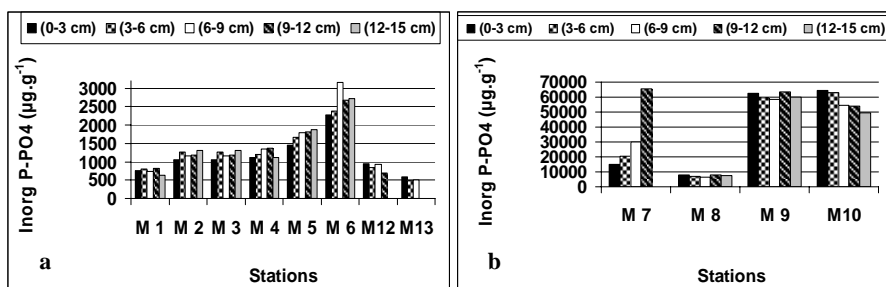 (0-3 cm) (3-6 cm) (6-9 cm) (9-12 cm) (12-15 cm)
Inorg P-PO4 (µg.g-1)
3000
2500
2000
1500
1000
500
0
M 1 M 2 M 3 M 4 M 5 M 6 M12 M13
a
Stations
(0-3 cm) (3-6 cm) (6-9 cm) (9-12 cm) (12-15 cm)
Inorg P-PO4 (µg.g-1)
70000
60000
50000
40000
30000
20000
10000
0
M 7 M 8 M 9 M10
b
Stations